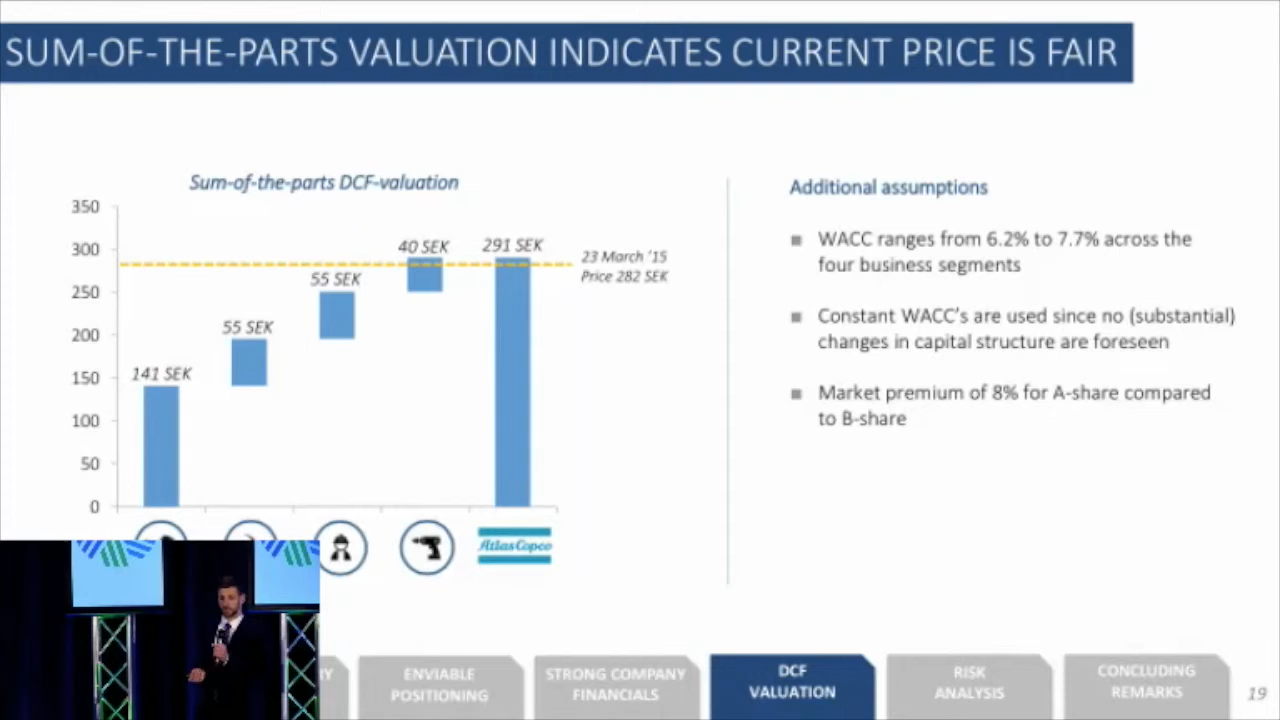 SUM-OF-THE-PARTS VALUATION INDICATES CURRENT PRICE IS FAIR
Sum-of-the-parts DCF-valuation
350
300
250
200
150
100
50
0
141 SEK
55 SEK
55 SEK
40 SEK
291 SEK
23 March '15
Price 282 SEK
Atlas Copco
Additional assumptions
WACC ranges from 6.2% to 7.7% across the
four business segments
Constant WACC's are used since no (substantial)
changes in capital structure are foreseen
Market premium of 8% for A-share compared
to B-share
RY
ENVIABLE
POSITIONING
STRONG COMPANY
FINANCIALS
DCF
VALUATION
RISK
ANALYSIS
CONCLUDING
REMARKS
19